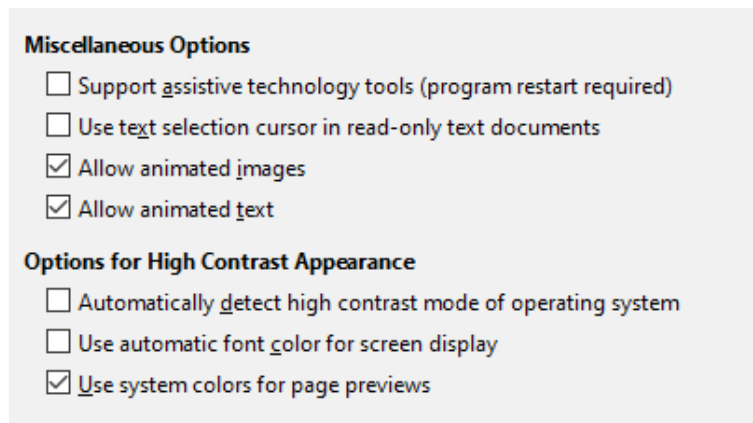 Miscellaneous Options
Support assistive technology tools (program restart required)
Use text selection cursor in read-only text documents
Allow animated images
Allow animated text
Options for High Contrast Appearance
Automatically detect high contrast mode of operating system
Use automatic font color for screen display
Use system colors for page previews